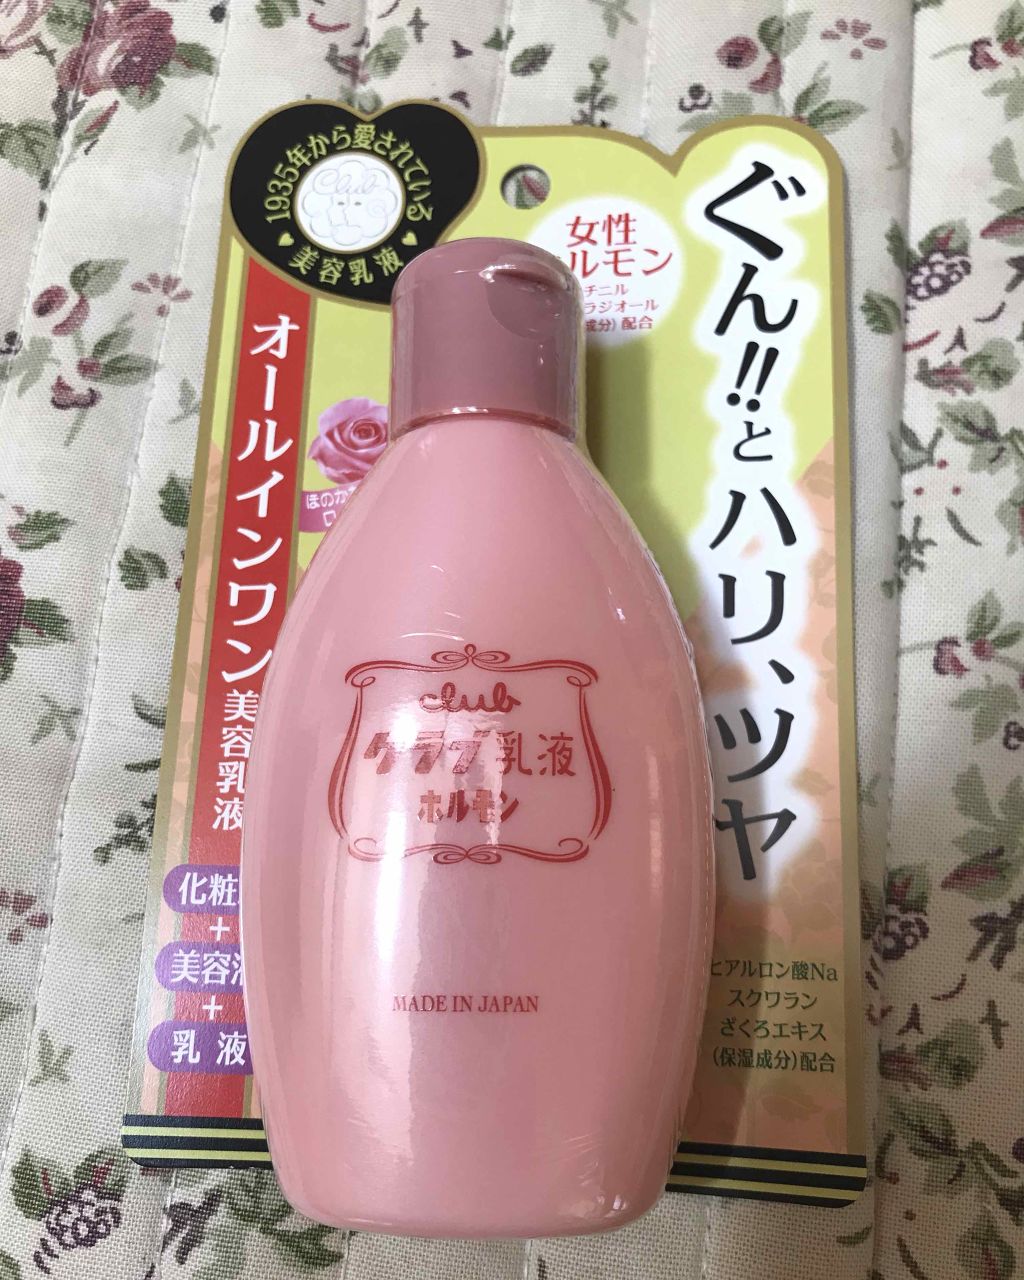 1935年から愛されている
Club
♥美容乳液♥
女性
ルモン
チニル
ラジオール
成分)配合
ぐん!!とハリ、ツヤ
オールインワン美容乳液
ほのか
化粧
+
美容液
+
乳液
club
クラブ乳液
ホルモン
MADE IN JAPAN
ヒアルロン酸Na
スクワラン
ざくろエキス
(保湿成分)配合